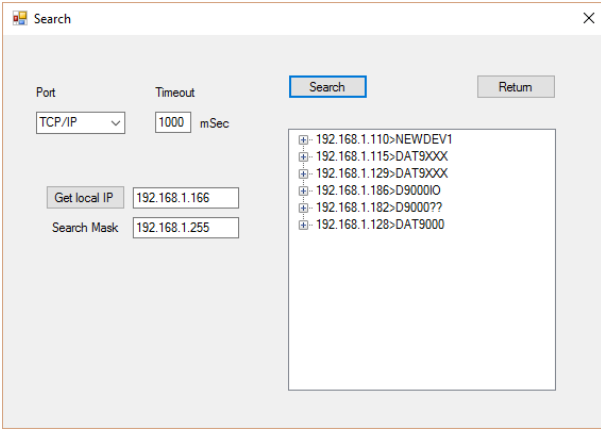 Search
Port
Timeout
Search
Return
TCP/IP
1000 mSec
Get local IP 192.168.1.166
Search Mask 192.168.1.255
192.168.1.110>NEWDEV1
192.168.1.115>DAT9XXX
192.168.1.129>DAT9XXX
192.168.1.186>D9000IO
192.168.1.182>D9000??
192.168.1.128>DAT9000